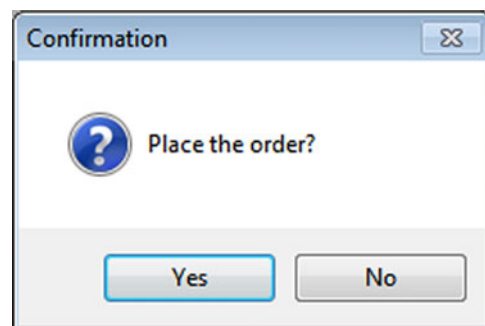 Confirmation
Place the order?
Yes
No